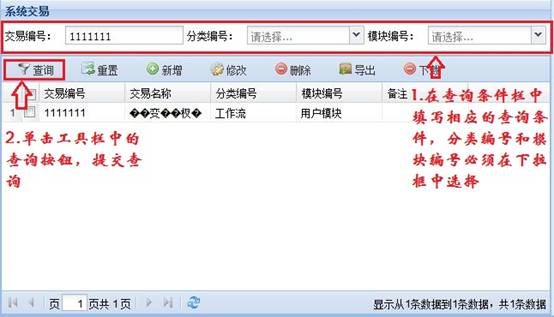 系统交易
交易编号： 1111111 分类编号： 请选择... 模块编号： 请选择...
查询 重置 新增 修改 删除 导出 下载
交易编号 交易名称 分类编号 模块编号 备注
1 1111111 ��变��权� 工作流 用户模块
1.在查询条件栏中
填写相应的查询条
件，分类编号和模
块编号必须在下拉
框中选择
2.单击工具栏中的
查询按钮，提交查
询
页 1 页共 1 页 显示从1条数据到1条数据，共1条数据